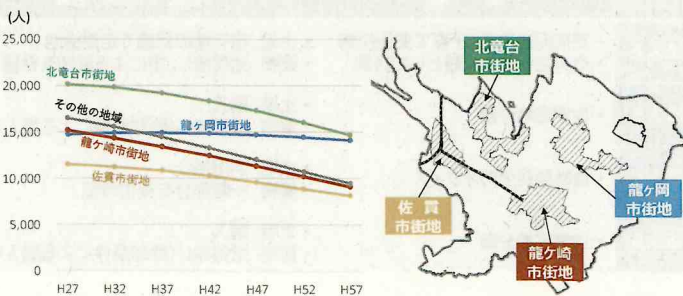 (人)
25,000
20,000
15,000
10,000
5,000
0
北竜台市街地
その他の地域
龍ヶ岡市街地
龍ケ崎市街地
佐貫市街地
H27
H32
H37
H42
H47
H52
H57
北竜台
市街地
佐貫
市街地
龍ヶ岡
市街地
龍ケ崎
市街地